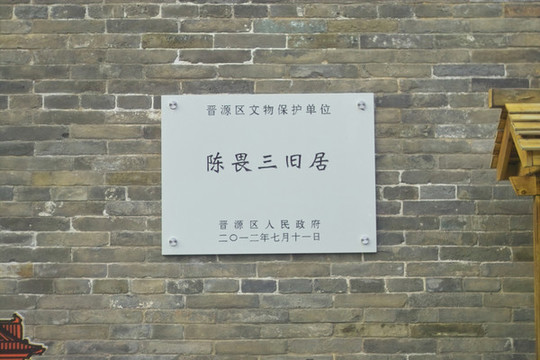 晋源区文物保护单位
陈畏三旧居
晋源区人民政府
二〇一二年七月十一日